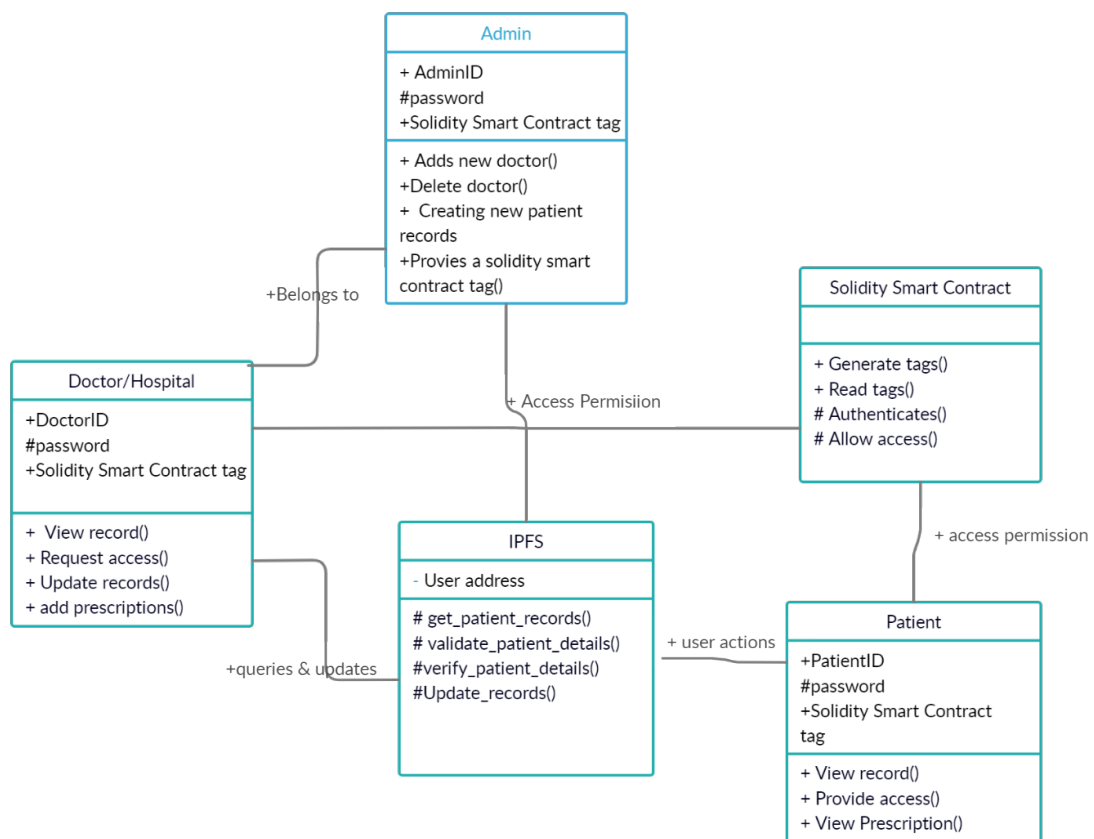 Admin
+ AdminID
#password
+Solidity Smart Contract tag
+ Adds new doctor()
+Delete doctor()
+ Creating new patient
records
+Provies a solidity smart
contract tag()
+Belongs to
Solidity Smart Contract
+ Generate tags()
+ Read tags()
# Authenticates()
# Allow access()
Doctor/Hospital
+DoctorID
#password
+Solidity Smart Contract tag
+ View record()
+ Request access()
+ Update records()
+ add prescriptions()
+ Access Permisiion
IPFS
- User address
# get_patient_records()
# validate_patient_details()
#verify_patient_details()
#Update_records()
+queries & updates
+ user actions
+ access permission
Patient
+PatientID
#password
+Solidity Smart Contract
tag
+ View record()
+ Provide access()
+ View Prescription()